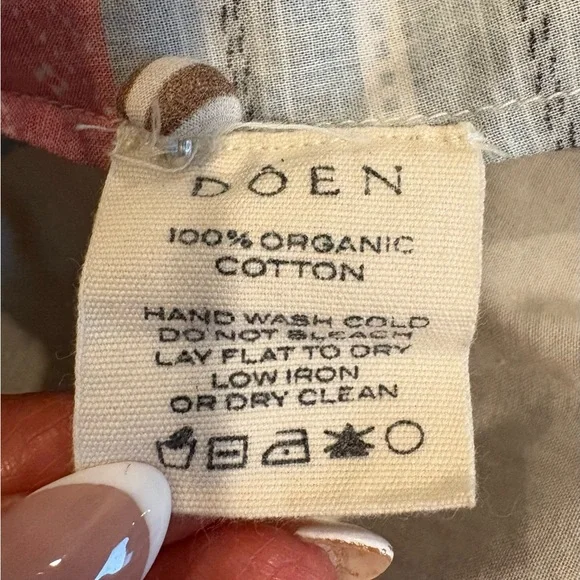 DÔEN
100% ORGANIC
COTTON
HAND WASH COLD
DO NOT BLEACH
LAY FLAT TO DRY
LOW IRON
OR DRY CLEAN